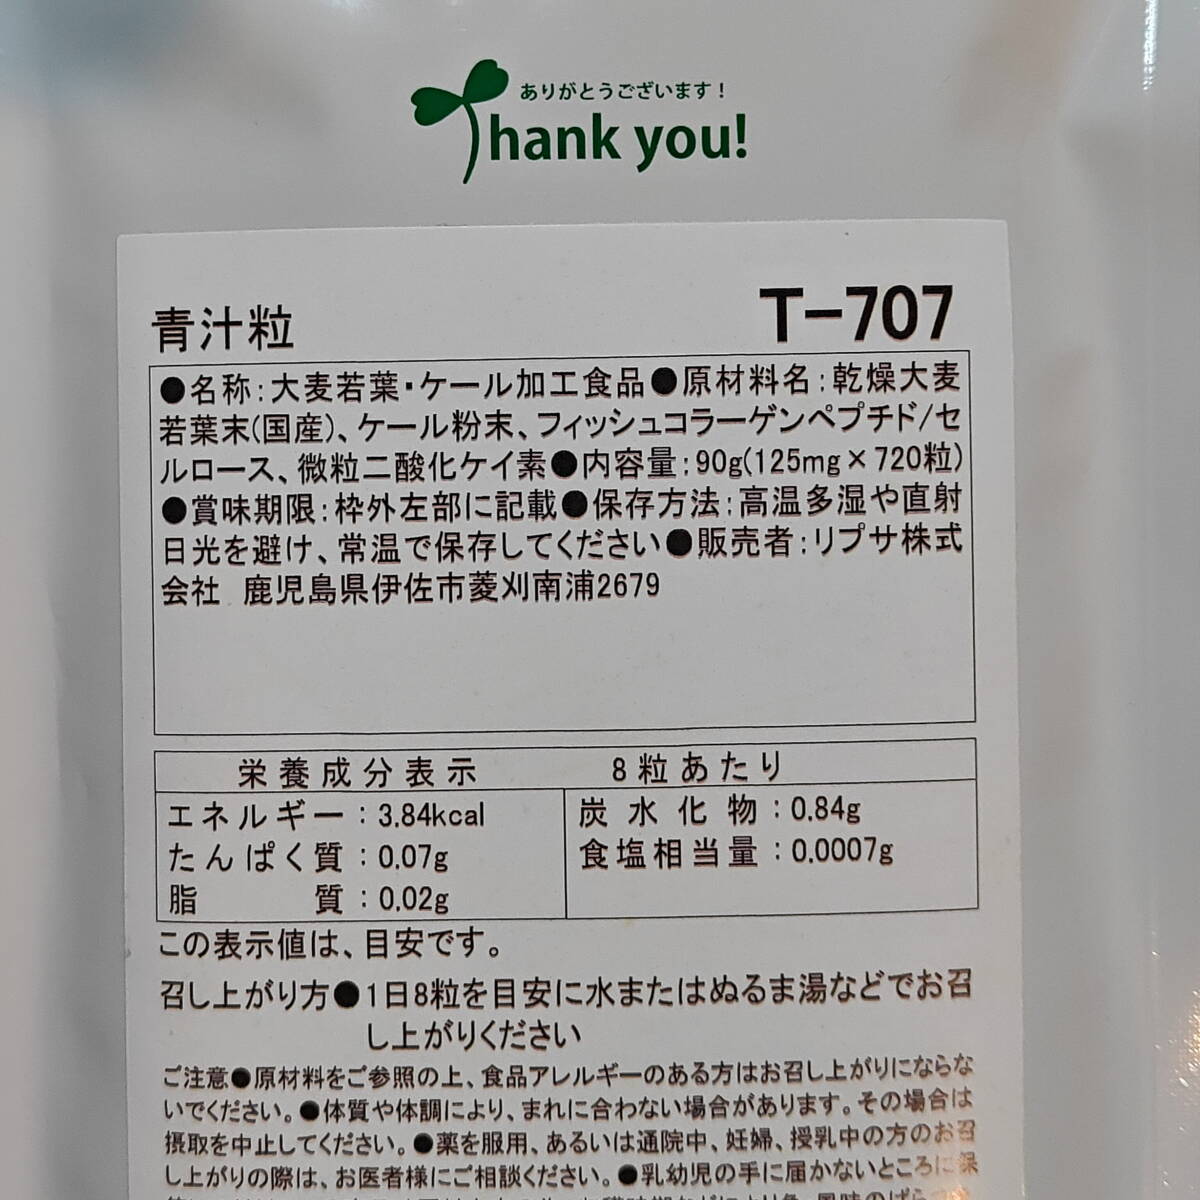 ありがとうございます！
Thank you!
青汁粒
T-707
●名称：大麦若葉・ケール加工食品●原材料名：乾燥大麦
若葉末(国産)、ケール粉末、フィッシュコラーゲンペプチド/セ
ルロース、微粒二酸化ケイ素●内容量：90g(125mg×720粒)
●賞味期限：枠外左部に記載●保存方法：高温多湿や直射
日光を避け、常温で保存してください●販売者：リプサ株式
会社 鹿児島県伊佐市菱刈南浦2679
栄養成分表示 8粒あたり
エネルギー：3.84kcal
たんぱく質：0.07g
脂質：0.02g
炭水化物：0.84g
食塩相当量：0.0007g
この表示値は、目安です。
召し上がり方●1日8粒を目安に水またはぬるま湯などでお召
し上がりください
ご注意●原材料をご参照の上、食品アレルギーのある方はお召し上がりにならな
いでください。●体質や体調により、まれに合わない場合があります。その場合は
摂取を中止してください。●薬を服用、あるいは通院中、妊婦、授乳中の方のお召
し上がりの際は、お医者様にご相談ください。●乳幼児の手に届かないところに保